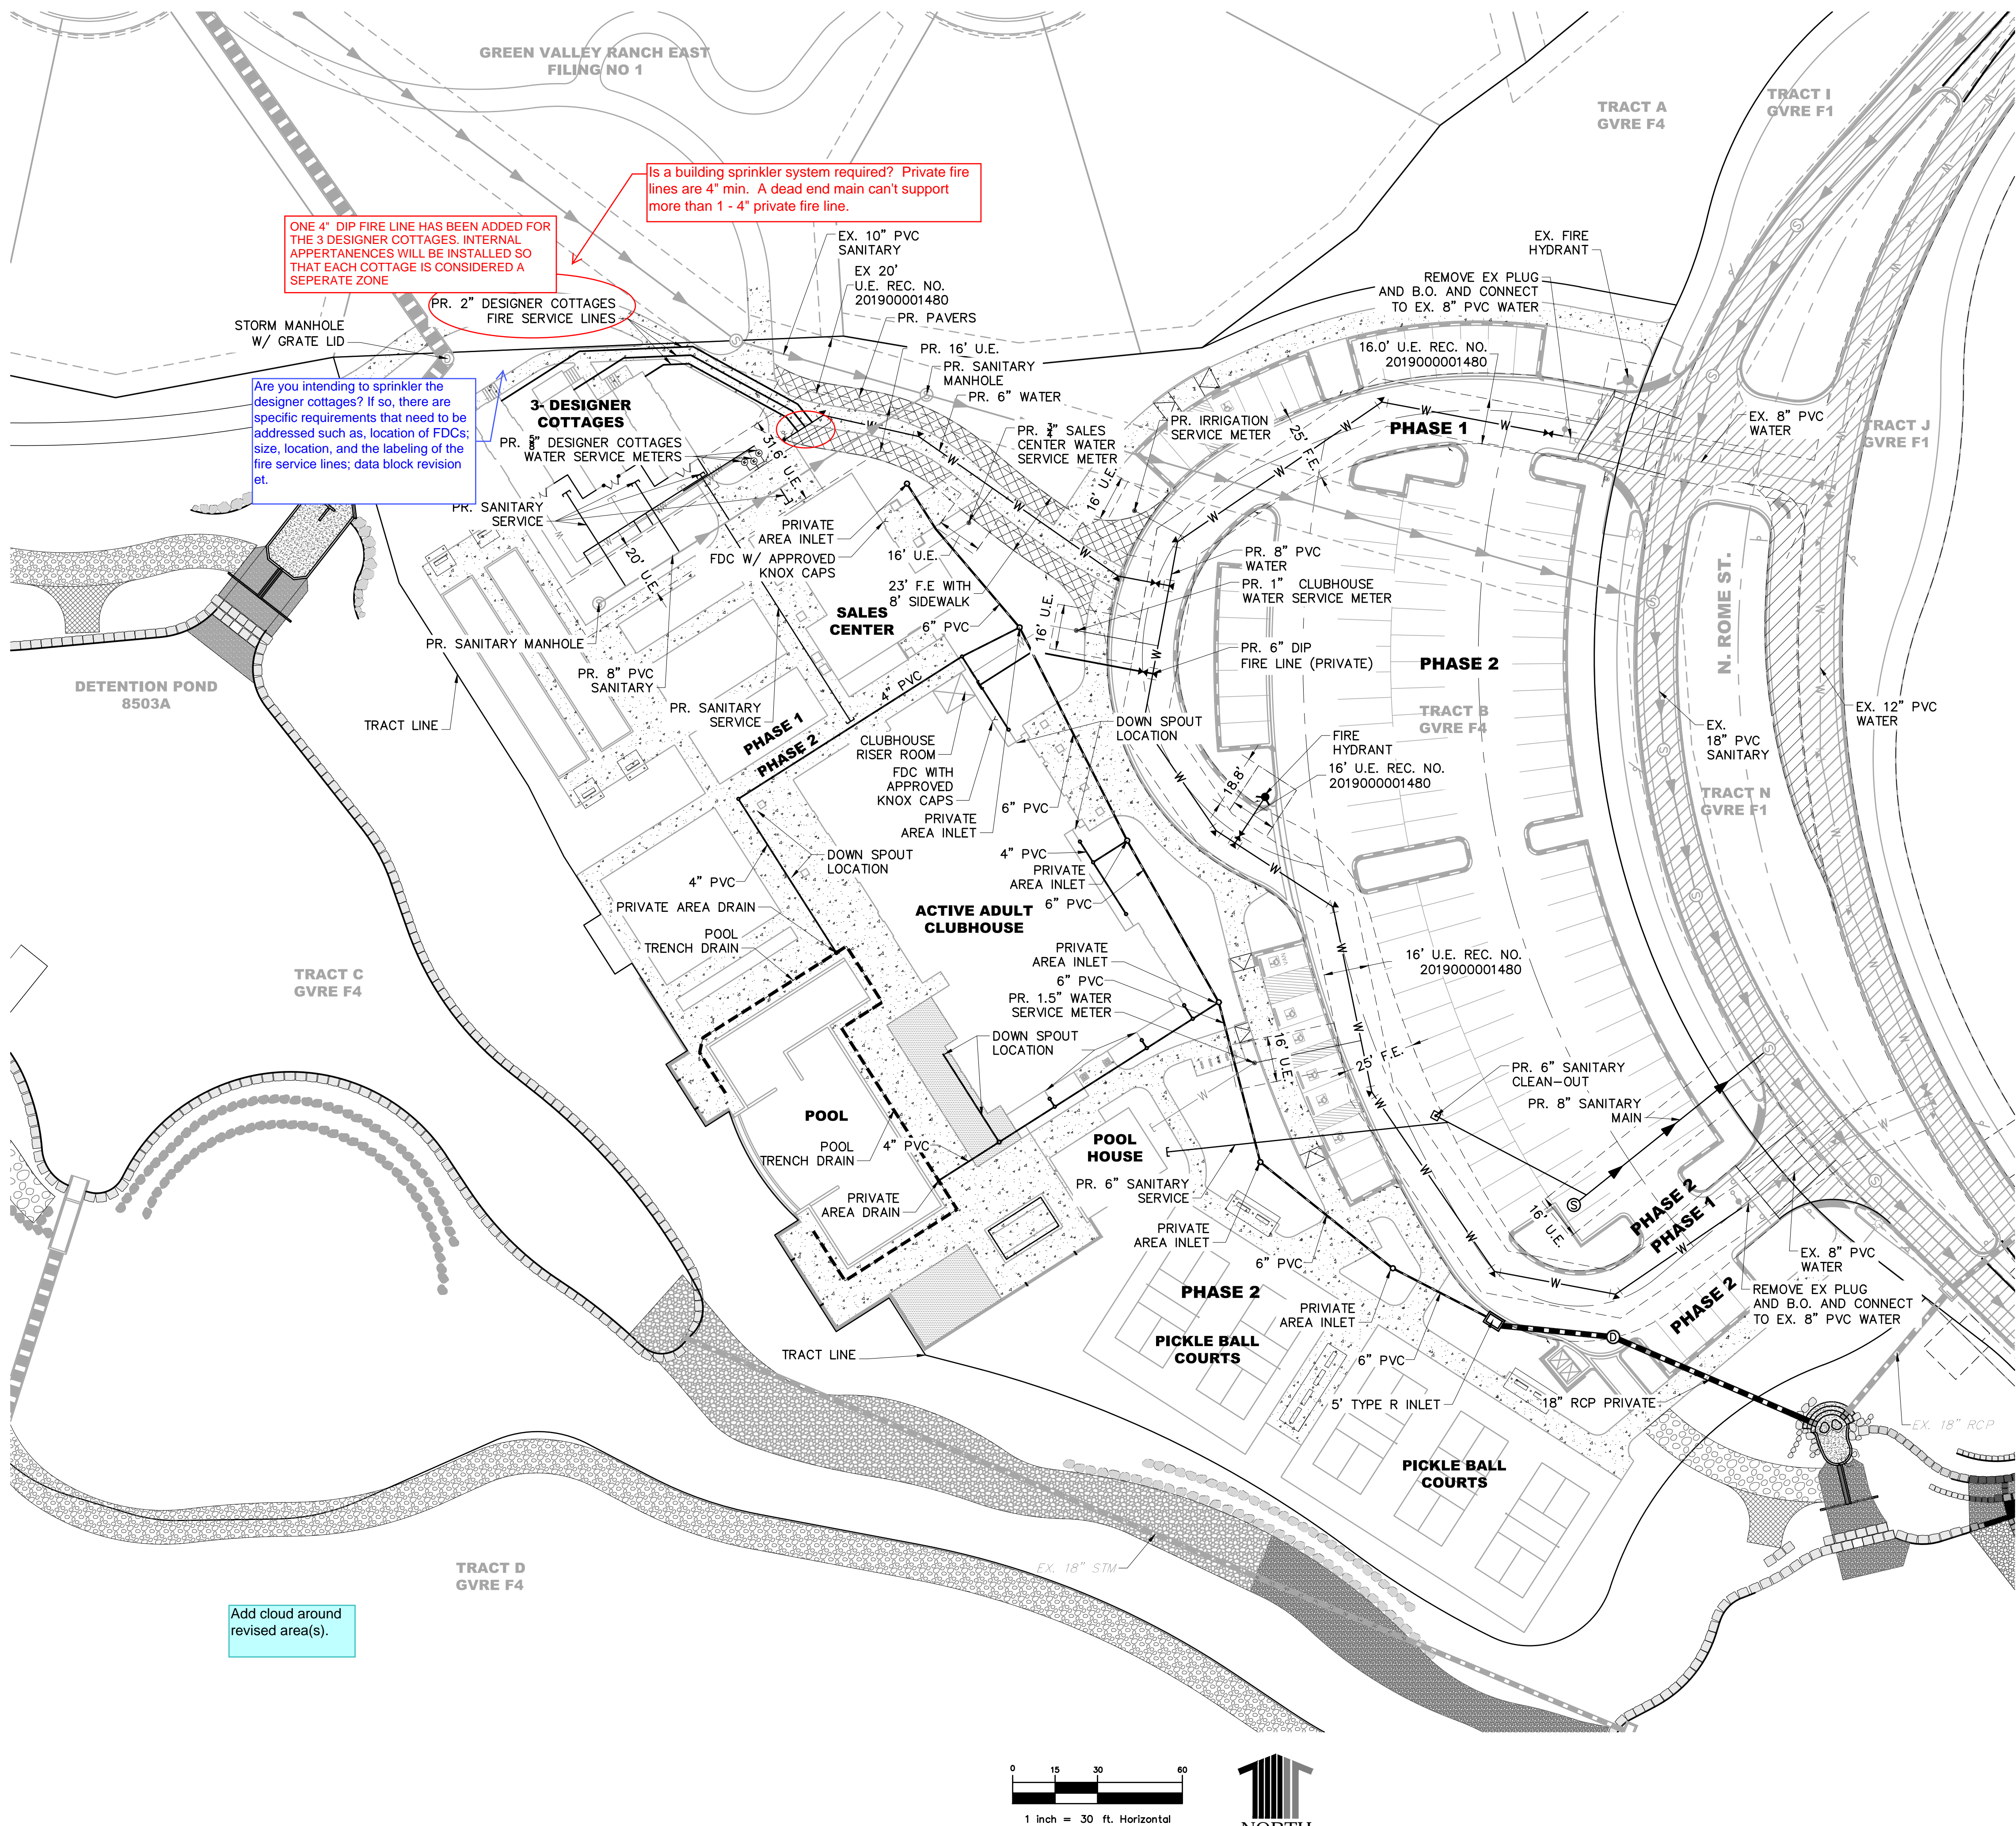 GREEN VALLEY RANCH EAST
FILING NO 1
TRACT A
GVRE F4
TRACT I
GVRE F1
Is a building sprinkler system required? Private fire
lines are 4" min. A dead end main can't support
more than 1 - 4" private fire line.
ONE 4" DIP FIRE LINE HAS BEEN ADDED FOR
THE 3 DESIGNER COTTAGES. INTERNAL
APPERTANENCES WILL BE INSTALLED SO
THAT EACH COTTAGE IS CONSIDERED A
SEPERATE ZONE
PR. 2" DESIGNER COTTAGES
FIRE SERVICE LINES
STORM MANHOLE
W/ GRATE LID
EX. 10" PVC
SANITARY
EX 20'
U.E. REC. NO.
201900001480
PR. PAVERS
PR. 16' U.E.
PR. SANITARY
MANHOLE
PR. 6" WATER
EX. FIRE
HYDRANT
REMOVE EX PLUG
AND B.O. AND CONNECT
TO EX. 8" PVC WATER
16.0' U.E. REC. NO.
2019000001480
Are you intending to sprinkler the
designer cottages? If so, there are
specific requirements that need to be
addressed such as, location of FDCs;
size, location, and the labeling of the
fire service lines; data block revision
et.
3- DESIGNER
COTTAGES
PR. 5/8" DESIGNER COTTAGES
WATER SERVICE METERS
31.6' U.E.
PR. SANITARY
SERVICE
20' U.E.
PR. 3/4" SALES
CENTER WATER
SERVICE METER
PR. IRRIGATION
SERVICE METER
25' F.E.
16' U.E.
PHASE 1
EX. 8" PVC
WATER
TRACT J
GVRE F1
PRIVATE
AREA INLET
FDC W/ APPROVED
KNOX CAPS
16' U.E.
23' F.E WITH
8' SIDEWALK
6" PVC
SALES
CENTER
16' U.E.
PR. 8" PVC
WATER
PR. 1" CLUBHOUSE
WATER SERVICE METER
PR. 6" DIP
FIRE LINE (PRIVATE)
PHASE 2
N. ROME ST.
PR. SANITARY MANHOLE
PR. 8" PVC
SANITARY
4" PVC
PR. SANITARY
SERVICE
DETENTION POND
8503A
TRACT LINE
PHASE 1
PHASE 2
CLUBHOUSE
RISER ROOM
FDC WITH
APPROVED
KNOX CAPS
PRIVATE
AREA INLET
6" PVC
DOWN SPOUT
LOCATION
TRACT B
GVRE F4
FIRE
HYDRANT
16' U.E. REC. NO.
2019000001480
18.8'
EX.
18" PVC
SANITARY
EX. 12" PVC
WATER
TRACT N
GVRE F1
DOWN SPOUT
LOCATION
4" PVC
PRIVATE AREA DRAIN
POOL
TRENCH DRAIN
4" PVC
PRIVATE
AREA INLET
6" PVC
ACTIVE ADULT
CLUBHOUSE
PRIVATE
AREA INLET
6" PVC
PR. 1.5" WATER
SERVICE METER
DOWN SPOUT
LOCATION
16' U.E. REC. NO.
2019000001480
16' U.E.
25' F.E.
TRACT C
GVRE F4
PR. 6" SANITARY
CLEAN-OUT
PR. 8" SANITARY
MAIN
POOL
POOL
TRENCH DRAIN
4" PVC
PRIVATE
AREA DRAIN
POOL
HOUSE
PR. 6" SANITARY
SERVICE
PRIVATE
AREA INLET
6" PVC
16' U.E.
PHASE 2
PHASE 1
EX. 8" PVC
WATER
REMOVE EX PLUG
AND B.O. AND CONNECT
TO EX. 8" PVC WATER
PHASE 2
PHASE 2
PRIVIATE
AREA INLET
PICKLE BALL
COURTS
6" PVC
5' TYPE R INLET
18" RCP PRIVATE
EX. 18" RCP
TRACT LINE
PICKLE BALL
COURTS
EX. 18" STM
TRACT D
GVRE F4
Add cloud around
revised area(s).
0 15 30 60
1 inch = 30 ft. Horizontal
NORTH